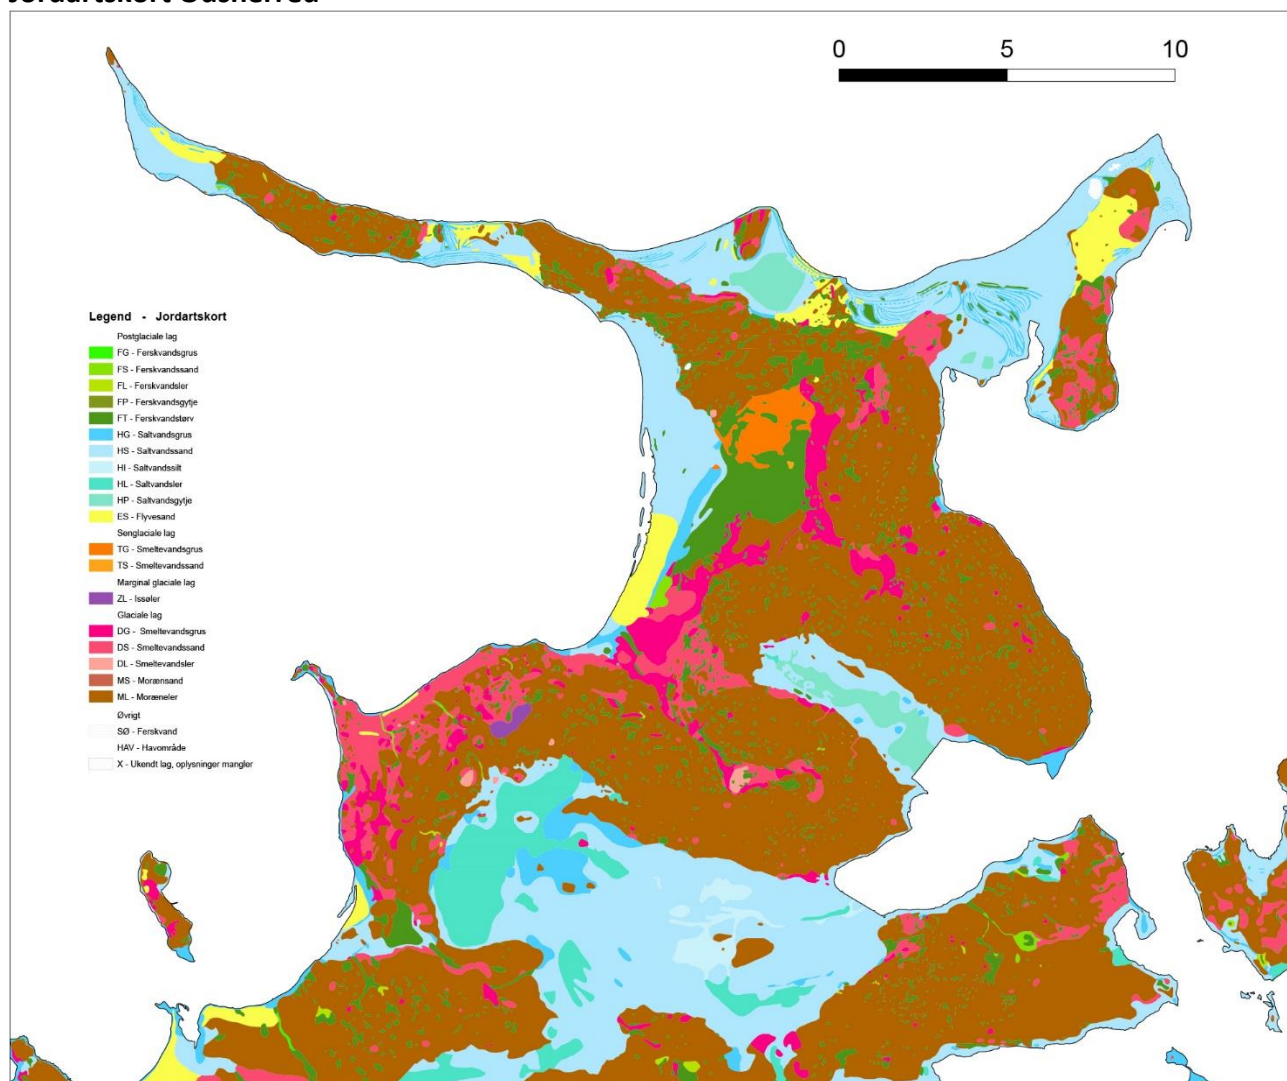 Jordartskort Odsherred
0 5 10
Legend - Jordartskort
Postglaciale lag
FG - Ferskvandsgrus
FS - Ferskvandssand
FL - Ferskvandsler
FP - Ferskvandsgytje
FT - Ferskvandstørv
HG - Saltvandsgrus
HS - Saltvandssand
HI - Saltvandssilt
HL - Saltvandsler
HP - Saltvandsgytje
ES - Flyvesand
Senglaciale lag
TG - Smeltevandsgrus
TS - Smeltevandssand
Marginal glaciale lag
ZL - Issøler
Glaciale lag
DG - Smeltevandsgrus
DS - Smeltevandssand
DL - Smeltevandsler
MS - Morænsand
ML - Moræneler
Øvrigt
SØ - Ferskvand
HAV - Havområde
X - Ukendt lag, oplysninger mangler